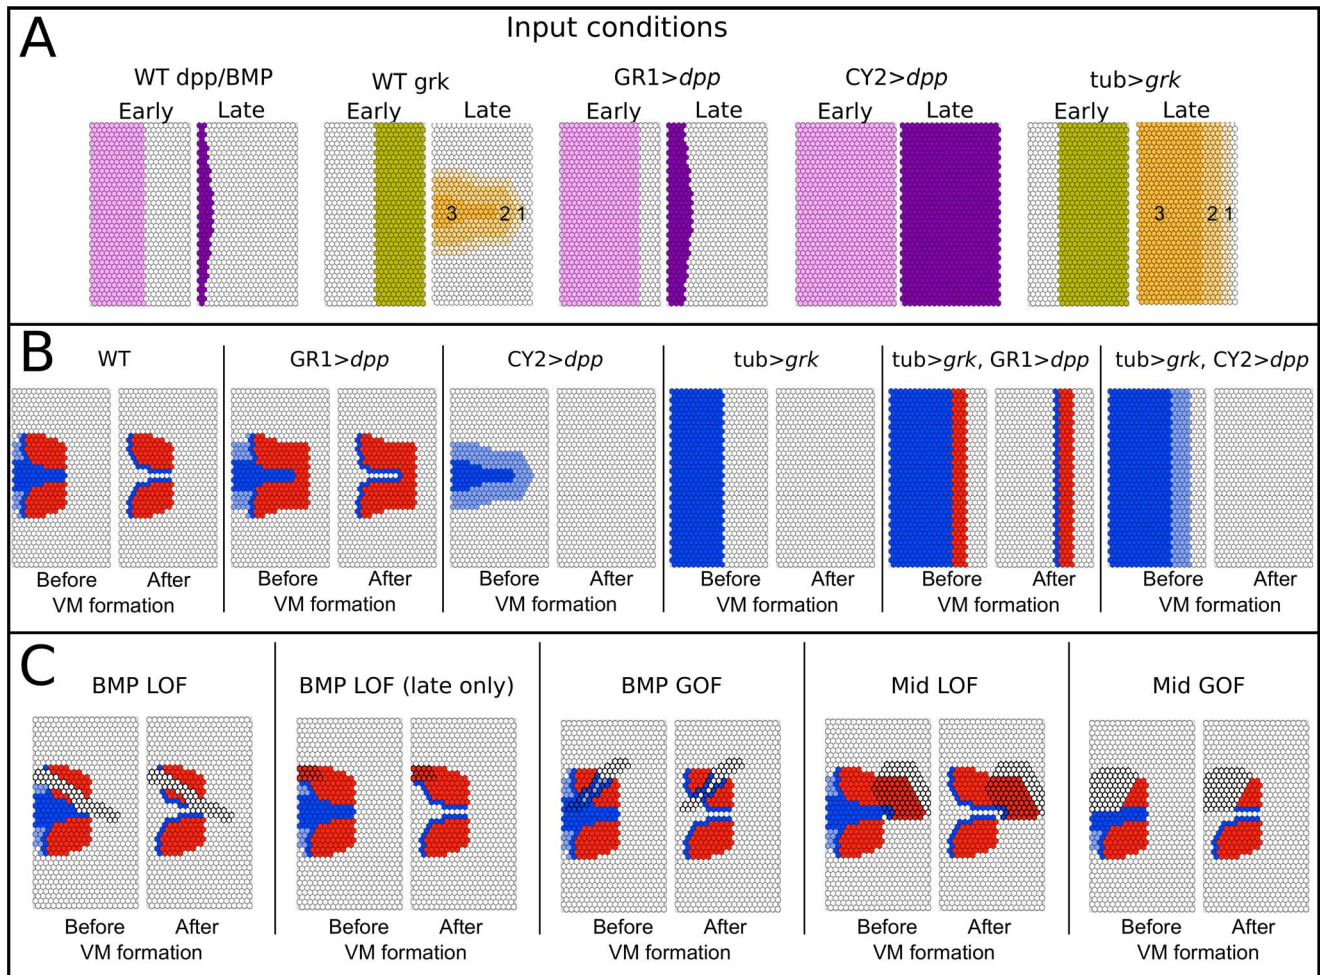 A
Input conditions
WT dpp/BMP
WT grk
GR1>dpp
CY2>dpp
tub>grk
Early Late
Early Late
Early Late
Early Late
Early Late
3 2 1
3 2 1
B
WT
GR1>dpp
CY2>dpp
tub>grk
tub>grk, GR1>dpp
tub>grk, CY2>dpp
Before After
VM formation
Before After
VM formation
Before After
VM formation
Before After
VM formation
Before After
VM formation
Before After
VM formation
C
BMP LOF
BMP LOF (late only)
BMP GOF
Mid LOF
Mid GOF
Before After
VM formation
Before After
VM formation
Before After
VM formation
Before After
VM formation
Before After
VM formation